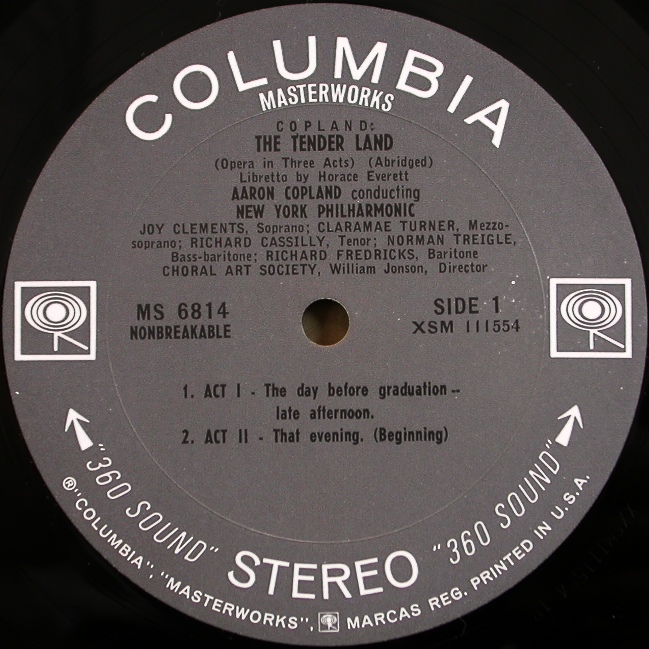 COLUMBIA
MASTERWORKS
COPLAND:
THE TENDER LAND
(Opera in Three Acts) (Abridged)
Libretto by Horace Everett
AARON COPLAND conducting
NEW YORK PHILHARMONIC
JOY CLEMENTS, Soprano; CLARAMAE TURNER, Mezzo-
soprano; RICHARD CASSILLY, Tenor; NORMAN TREIGLE,
Bass-baritone; RICHARD FREDRICKS, Baritone
CHORAL ART SOCIETY, William Jonson, Director
MS 6814
NONBREAKABLE
SIDE 1
XSM 111554
1. ACT I - The day before graduation--
late afternoon.
2. ACT II - That evening. (Beginning)
"360 SOUND" STEREO "360 SOUND"
®"COLUMBIA", "MASTERWORKS", MARCAS REG. PRINTED IN U.S.A.